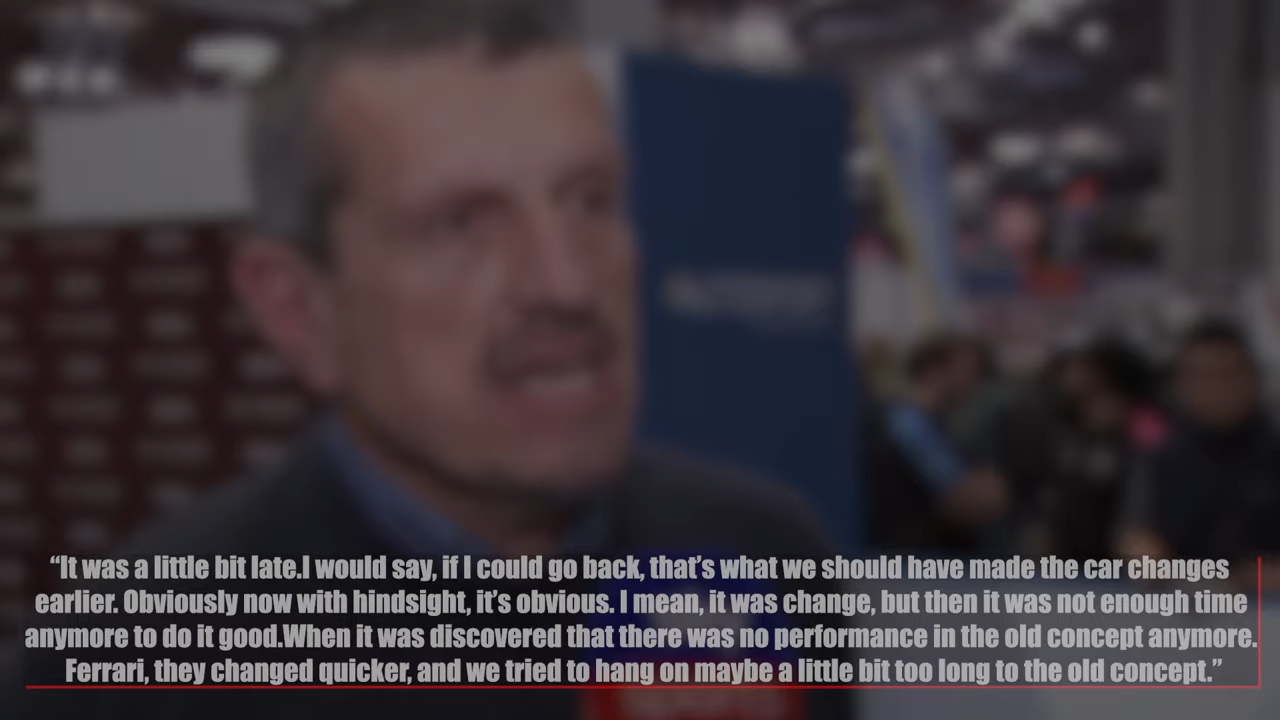 “It was a little bit late.I would say, if I could go back, that’s what we should have made the car changes
earlier. Obviously now with hindsight, it’s obvious. I mean, it was change, but then it was not enough time
anymore to do it good.When it was discovered that there was no performance in the old concept anymore.
Ferrari, they changed quicker, and we tried to hang on maybe a little bit too long to the old concept.”